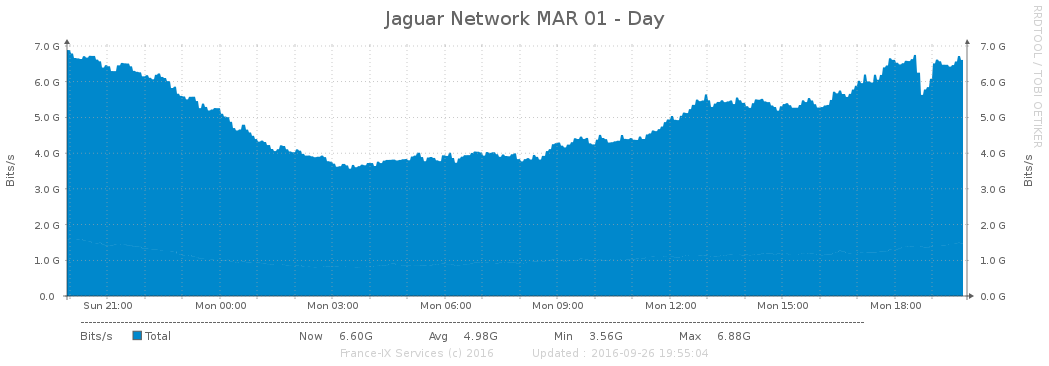 Jaguar Network MAR 01 - Day
RRDTOOL / TOBI OETIKER
Bits/s
7.0 G 7.0 G
6.0 G 6.0 G
5.0 G 5.0 G
4.0 G 4.0 G
3.0 G 3.0 G
2.0 G 2.0 G
1.0 G 1.0 G
0.0 0.0 G
Bits/s
Sun 21:00 Mon 00:00 Mon 03:00 Mon 06:00 Mon 09:00 Mon 12:00 Mon 15:00 Mon 18:00
Bits/s Total Now 6.60G Avg 4.98G Min 3.56G Max 6.88G
France-IX Services (c) 2016 Updated : 2016-09-26 19:55:04